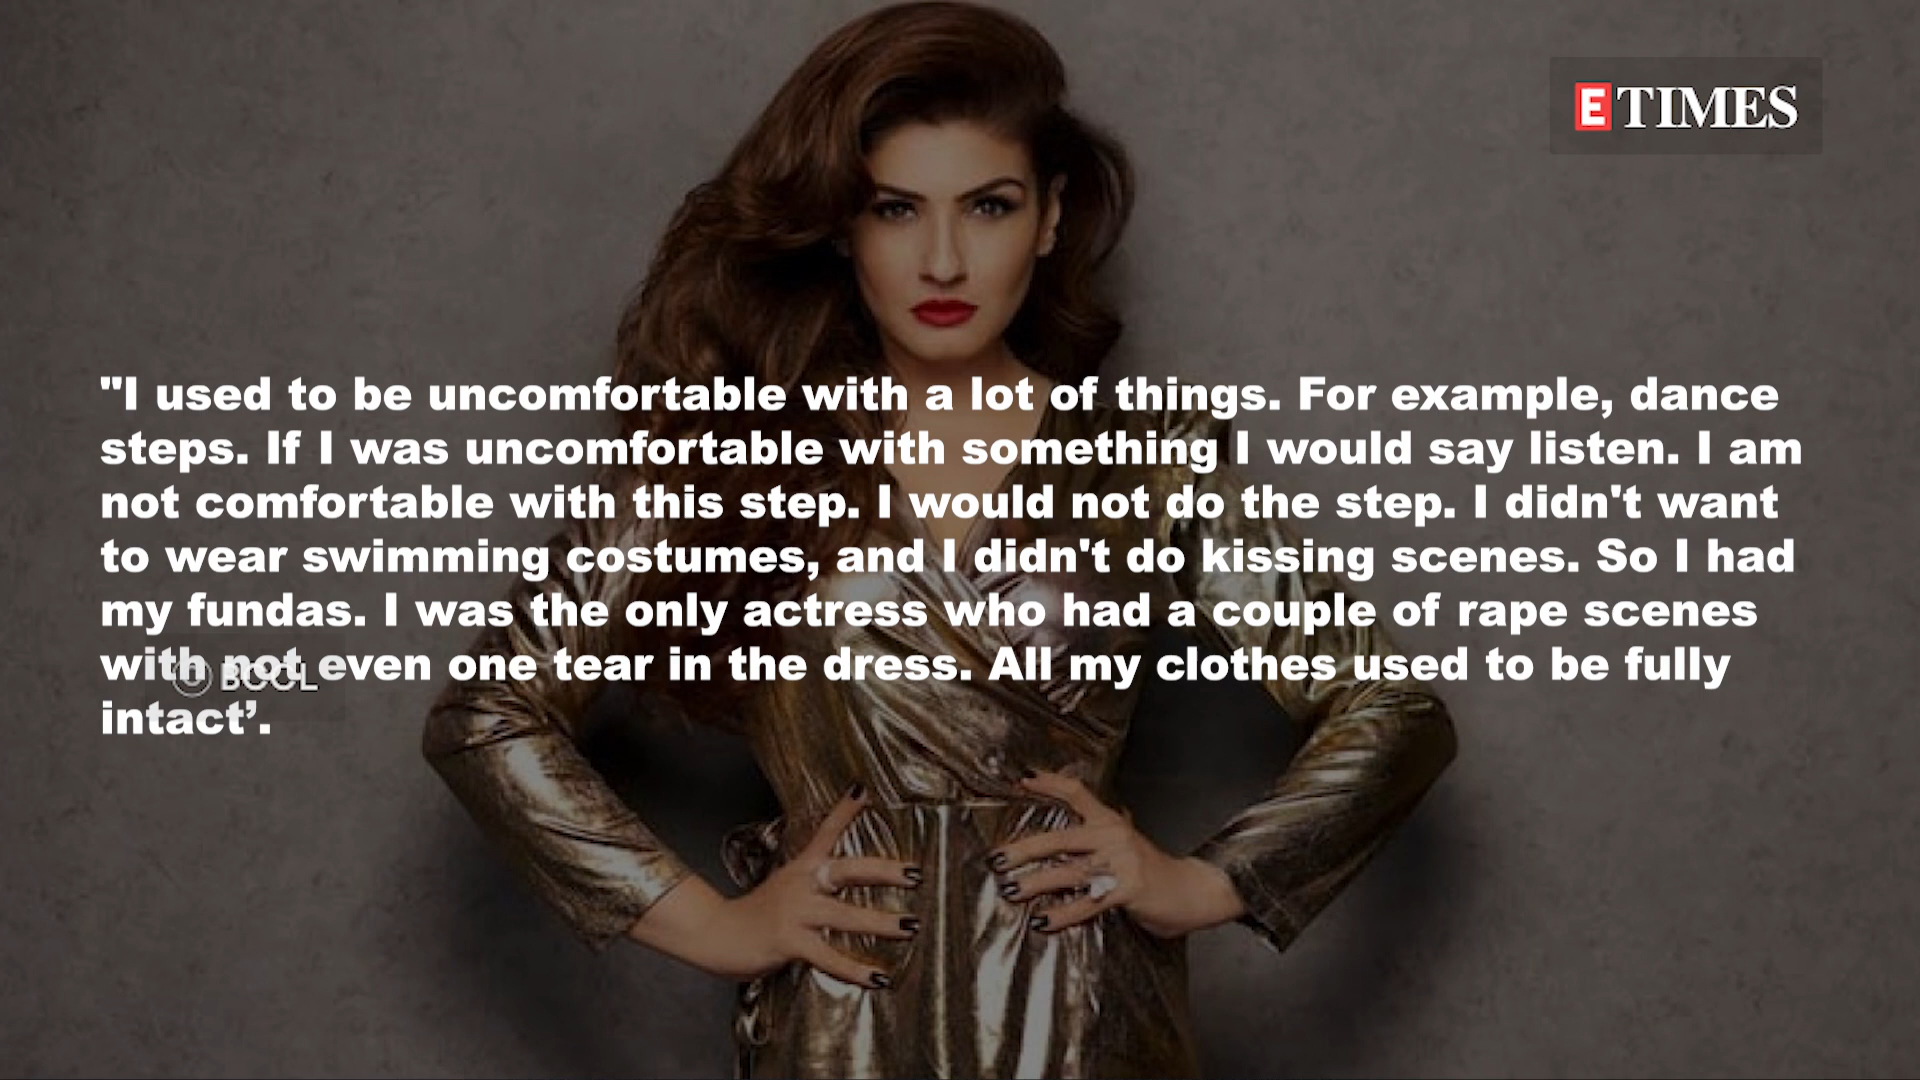 ETIMES
"I used to be uncomfortable with a lot of things. For example, dance
steps. If I was uncomfortable with something I would say listen. I am
not comfortable with this step. I would not do the step. I didn't want
to wear swimming costumes, and I didn't do kissing scenes. So I had
my fundas. I was the only actress who had a couple of rape scenes
with not even one tear in the dress. All my clothes used to be fully
© BCCL
intact’.